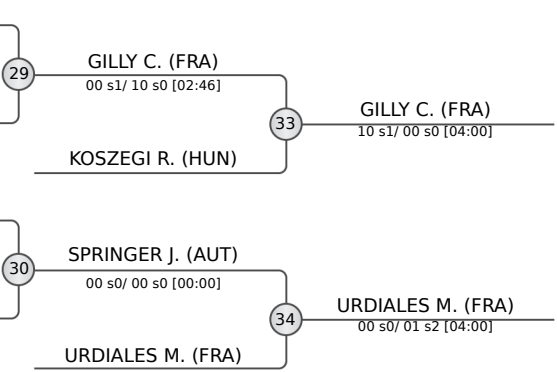 GILLY C. (FRA)
29
00 s1/ 10 s0 [02:46]
GILLY C. (FRA)
33
10 s1/ 00 s0 [04:00]
KOSZEGI R. (HUN)
SPRINGER J. (AUT)
30
00 s0/ 00 s0 [00:00]
URDIALES M. (FRA)
34
00 s0/ 01 s2 [04:00]
URDIALES M. (FRA)